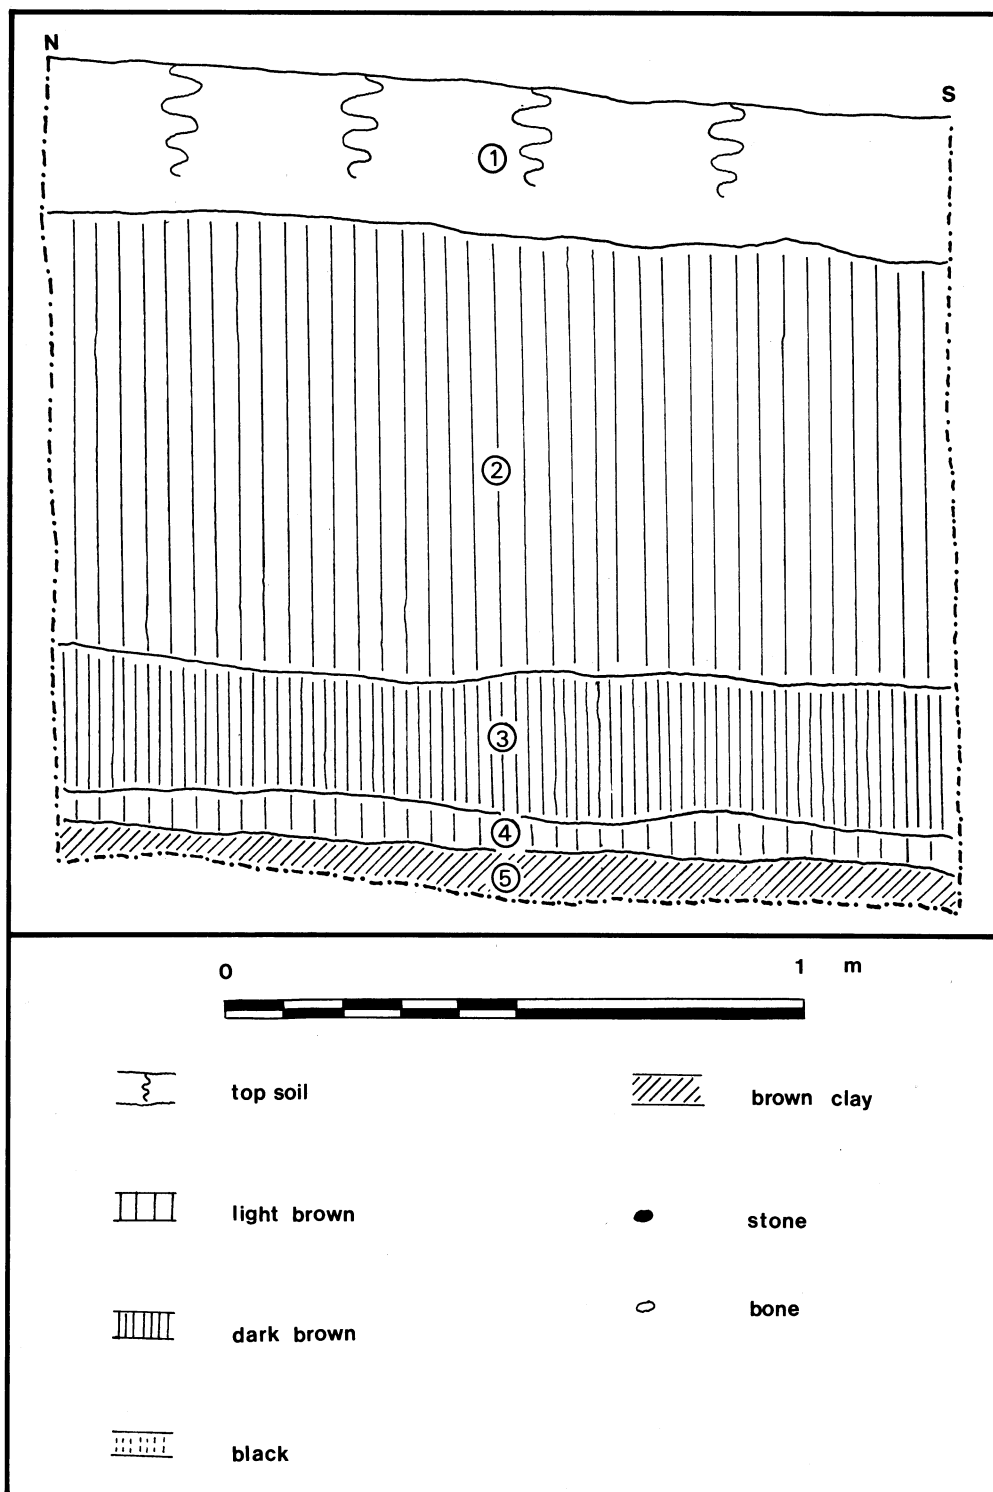 N
S
1
2
3
4
5
0 1 m
top soil
brown clay
light brown
stone
dark brown
bone
black